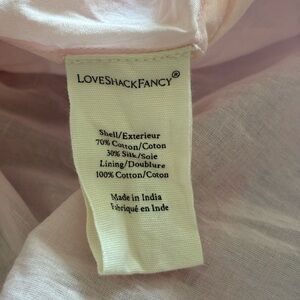 LOVESHACKFANCY®
Shell/Exterieur
70% Cotton/Coton
30% Silk/Soie
Lining/Doublure
100% Cotton/Coton
Made in India
Fabriqué en Inde